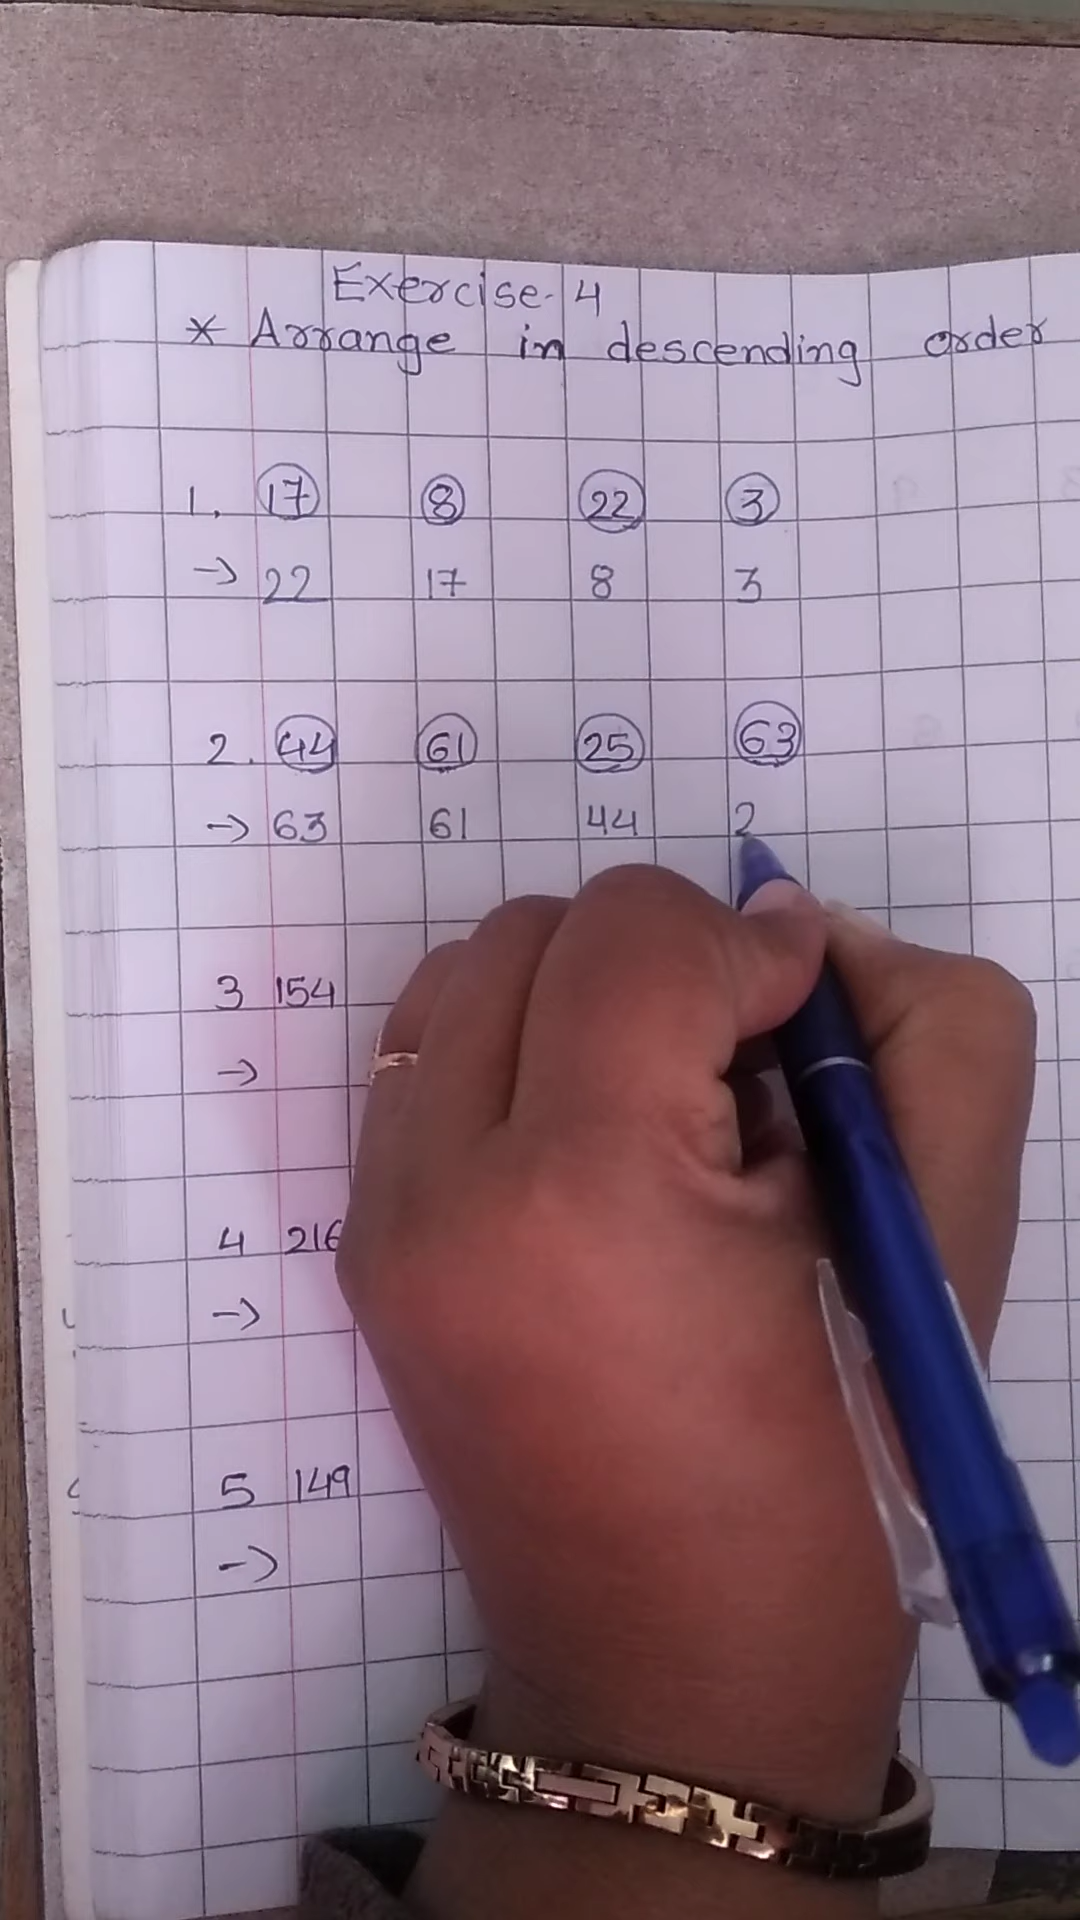 Exercise-4
* Arrange in descending order
1. 17 8 22 3
→ 22 17 8 3
2. 44 61 25 63
→ 63 61 44 2
3 154
→
4 216
→
5 149
→